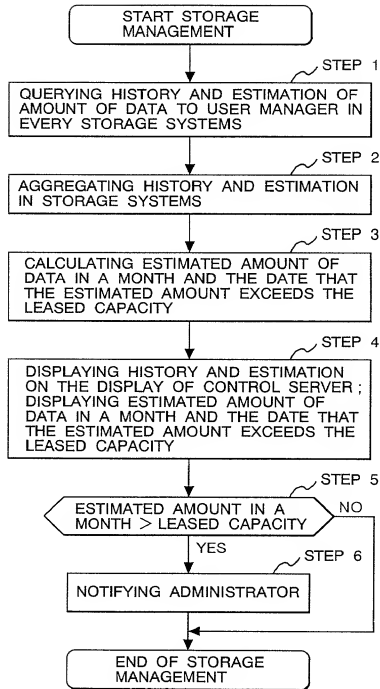 START STORAGE
MANAGEMENT
STEP 1
QUERYING HISTORY AND ESTIMATION OF
AMOUNT OF DATA TO USER MANAGER IN
EVERY STORAGE SYSTEMS
STEP 2
AGGREGATING HISTORY AND ESTIMATION
IN STORAGE SYSTEMS
STEP 3
CALCULATING ESTIMATED AMOUNT OF
DATA IN A MONTH AND THE DATE THAT
THE ESTIMATED AMOUNT EXCEEDS THE
LEASED CAPACITY
STEP 4
DISPLAYING HISTORY AND ESTIMATION
ON THE DISPLAY OF CONTROL SERVER ;
DISPLAYING ESTIMATED AMOUNT OF
DATA IN A MONTH AND THE DATE THAT
THE ESTIMATED AMOUNT EXCEEDS THE
LEASED CAPACITY
STEP 5
ESTIMATED AMOUNT IN A
MONTH > LEASED CAPACITY
NO
YES
STEP 6
NOTIFYING ADMINISTRATOR
END OF STORAGE
MANAGEMENT